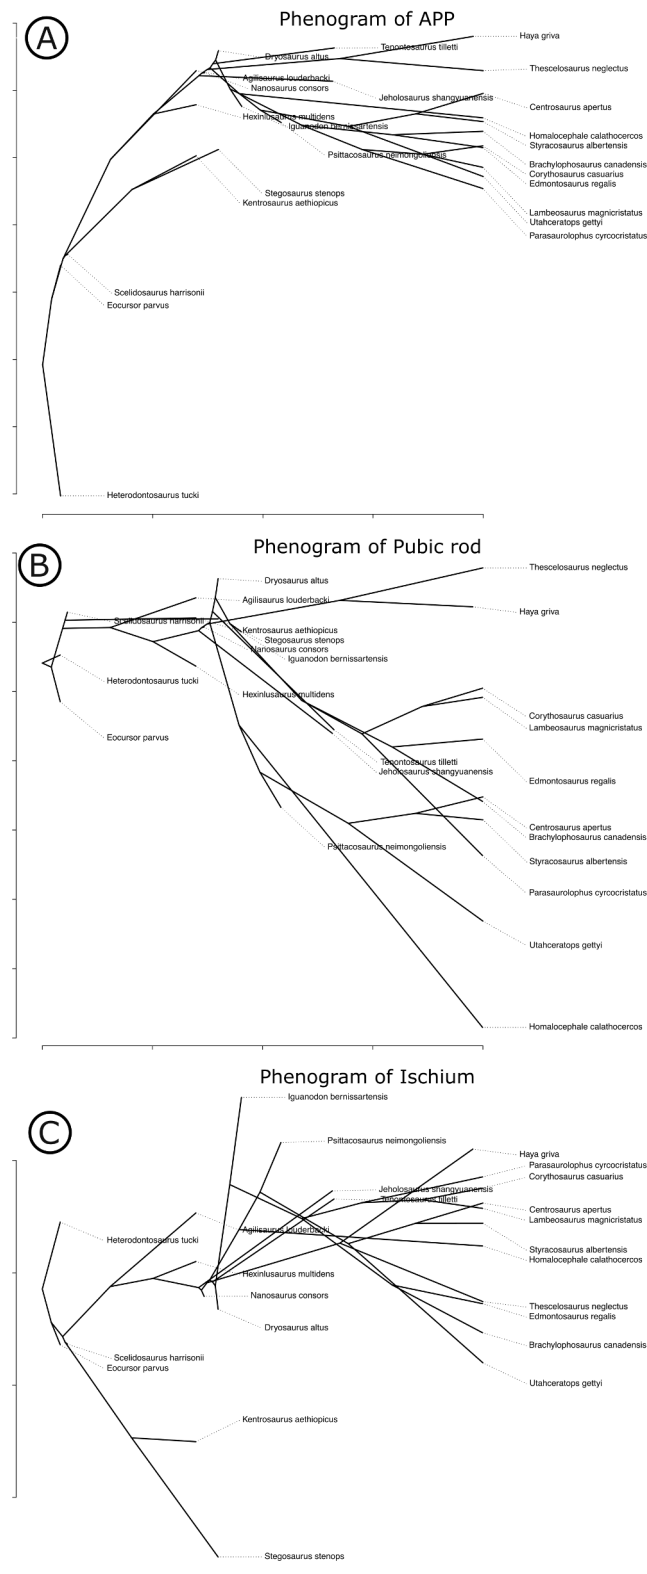 A
Phenogram of APP
Haya griva
Tenontosaurus tilletti
Dryosaurus altus
Thescelosaurus neglectus
Agilisaurus louderbacki
Nanosaurus consors
Jeholosaurus shangyuanensis
Centrosaurus apertus
Hexinlusaurus multidens
Iguanodon bernissartensis
Homalocephale calathocercos
Styracosaurus albertensis
Psittacosaurus neimongoliensis
Brachylophosaurus canadensis
Corythosaurus casuarius
Edmontosaurus regalis
Stegosaurus stenops
Kentrosaurus aethiopicus
Lambeosaurus magnicristatus
Utahceratops gettyi
Parasaurolophus cyrcocristatus
Scelidosaurus harrisonii
Eocursor parvus
Heterodontosaurus tucki
B
Phenogram of Pubic rod
Thescelosaurus neglectus
Dryosaurus altus
Agilisaurus louderbacki
Haya griva
Scelidosaurus harrisonii
Kentrosaurus aethiopicus
Stegosaurus stenops
Nanosaurus consors
Iguanodon bernissartensis
Heterodontosaurus tucki
Hexinlusaurus multidens
Corythosaurus casuarius
Lambeosaurus magnicristatus
Eocursor parvus
Tenontosaurus tilletti
Jeholosaurus shangyuanensis
Edmontosaurus regalis
Centrosaurus apertus
Brachylophosaurus canadensis
Psittacosaurus neimongoliensis
Styracosaurus albertensis
Parasaurolophus cyrcocristatus
Utahceratops gettyi
Homalocephale calathocercos
Phenogram of Ischium
C
Iguanodon bernissartensis
Psittacosaurus neimongoliensis
Haya griva
Parasaurolophus cyrcocristatus
Corythosaurus casuarius
Jeholosaurus shangyuanensis
Tenontosaurus tilletti
Centrosaurus apertus
Lambeosaurus magnicristatus
Agilisaurus louderbacki
Heterodontosaurus tucki
Styracosaurus albertensis
Homalocephale calathocercos
Hexinlusaurus multidens
Nanosaurus consors
Thescelosaurus neglectus
Edmontosaurus regalis
Dryosaurus altus
Brachylophosaurus canadensis
Scelidosaurus harrisonii
Eocursor parvus
Utahceratops gettyi
Kentrosaurus aethiopicus
Stegosaurus stenops